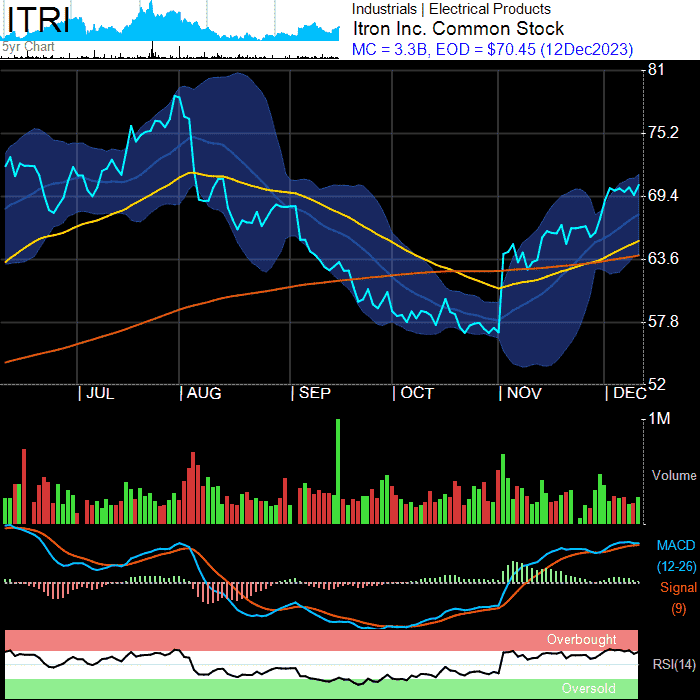 ITRI
5yr Chart
Industrials | Electrical Products
Itron Inc. Common Stock
MC = 3.3B, EOD = $70.45 (12Dec2023)
81
75.2
69.4
63.6
57.8
52
| JUL | AUG | SEP | OCT | NOV | DEC
1M
Volume
MACD
(12-26)
Signal
(9)
Overbought
RSI(14)
Oversold